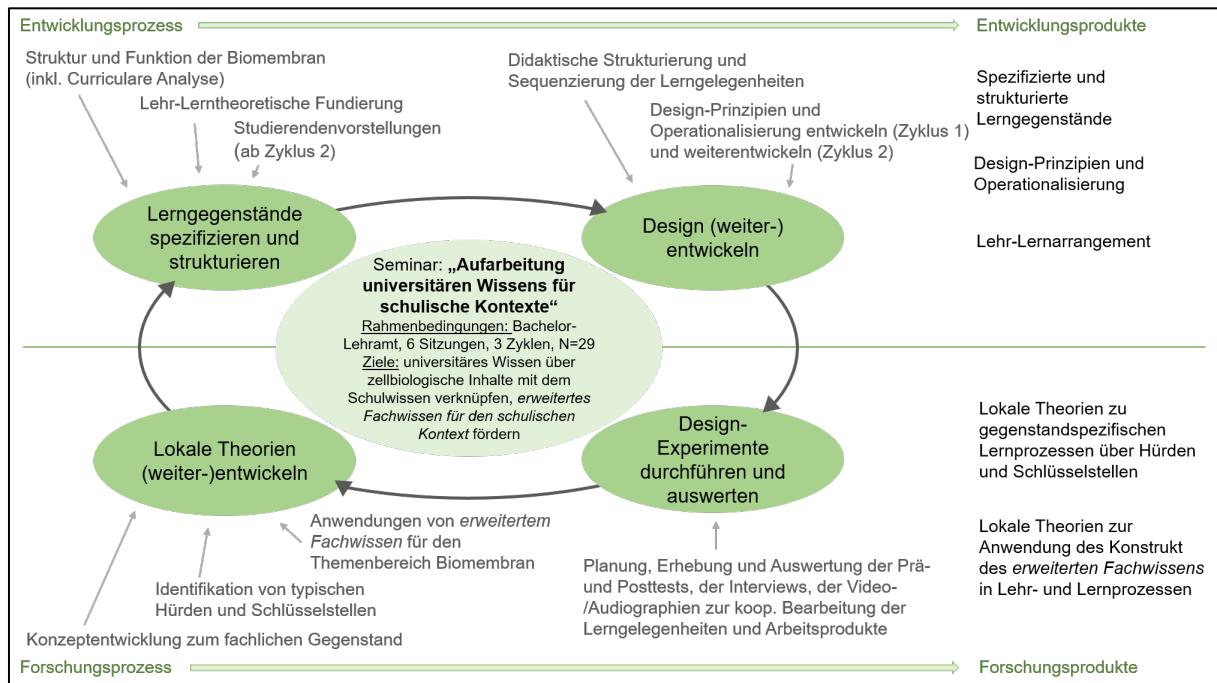 Entwicklungsprozess
Entwicklungsprodukte
Struktur und Funktion der Biomembran
(inkl. Curriculare Analyse)
Lehr-Lerntheoretische Fundierung
Studierendenvorstellungen
(ab Zyklus 2)
Didaktische Strukturierung und
Sequenzierung der Lerngelegenheiten
Design-Prinzipien und
Operationalisierung entwickeln (Zyklus 1)
und weiterentwickeln (Zyklus 2)
Spezifizierte und
strukturierte
Lerngegenstände
Design-Prinzipien und
Operationalisierung
Lehr-Lernarrangement
Lerngegenstände
spezifizieren und
strukturieren
Design (weiter-)
entwickeln
Seminar: „Aufarbeitung
universitären Wissens für
schulische Kontexte“
Rahmenbedingungen: Bachelor-
Lehramt, 6 Sitzungen, 3 Zyklen, N=29
Ziele: universitäres Wissen über
zellbiologische Inhalte mit dem
Schulwissen verknüpfen, erweitertes
Fachwissen für den schulischen
Kontext fördern
Lokale Theorien
(weiter-)entwickeln
Design-
Experimente
durchführen und
auswerten
Lokale Theorien zu
gegenstandspezifischen
Lernprozessen über Hürden
und Schlüsselstellen
Lokale Theorien zur
Anwendung des Konstrukt
des erweiterten Fachwissens
in Lehr- und Lernprozessen
Anwendungen von erweitertem
Fachwissen für den
Themenbereich Biomembran
Identifikation von typischen
Hürden und Schlüsselstellen
Konzeptentwicklung zum fachlichen Gegenstand
Planung, Erhebung und Auswertung der Prä-
und Posttests, der Interviews, der Video-
/Audiographien zur koop. Bearbeitung der
Lerngelegenheiten und Arbeitsprodukte
Forschungsprozess
Forschungsprodukte